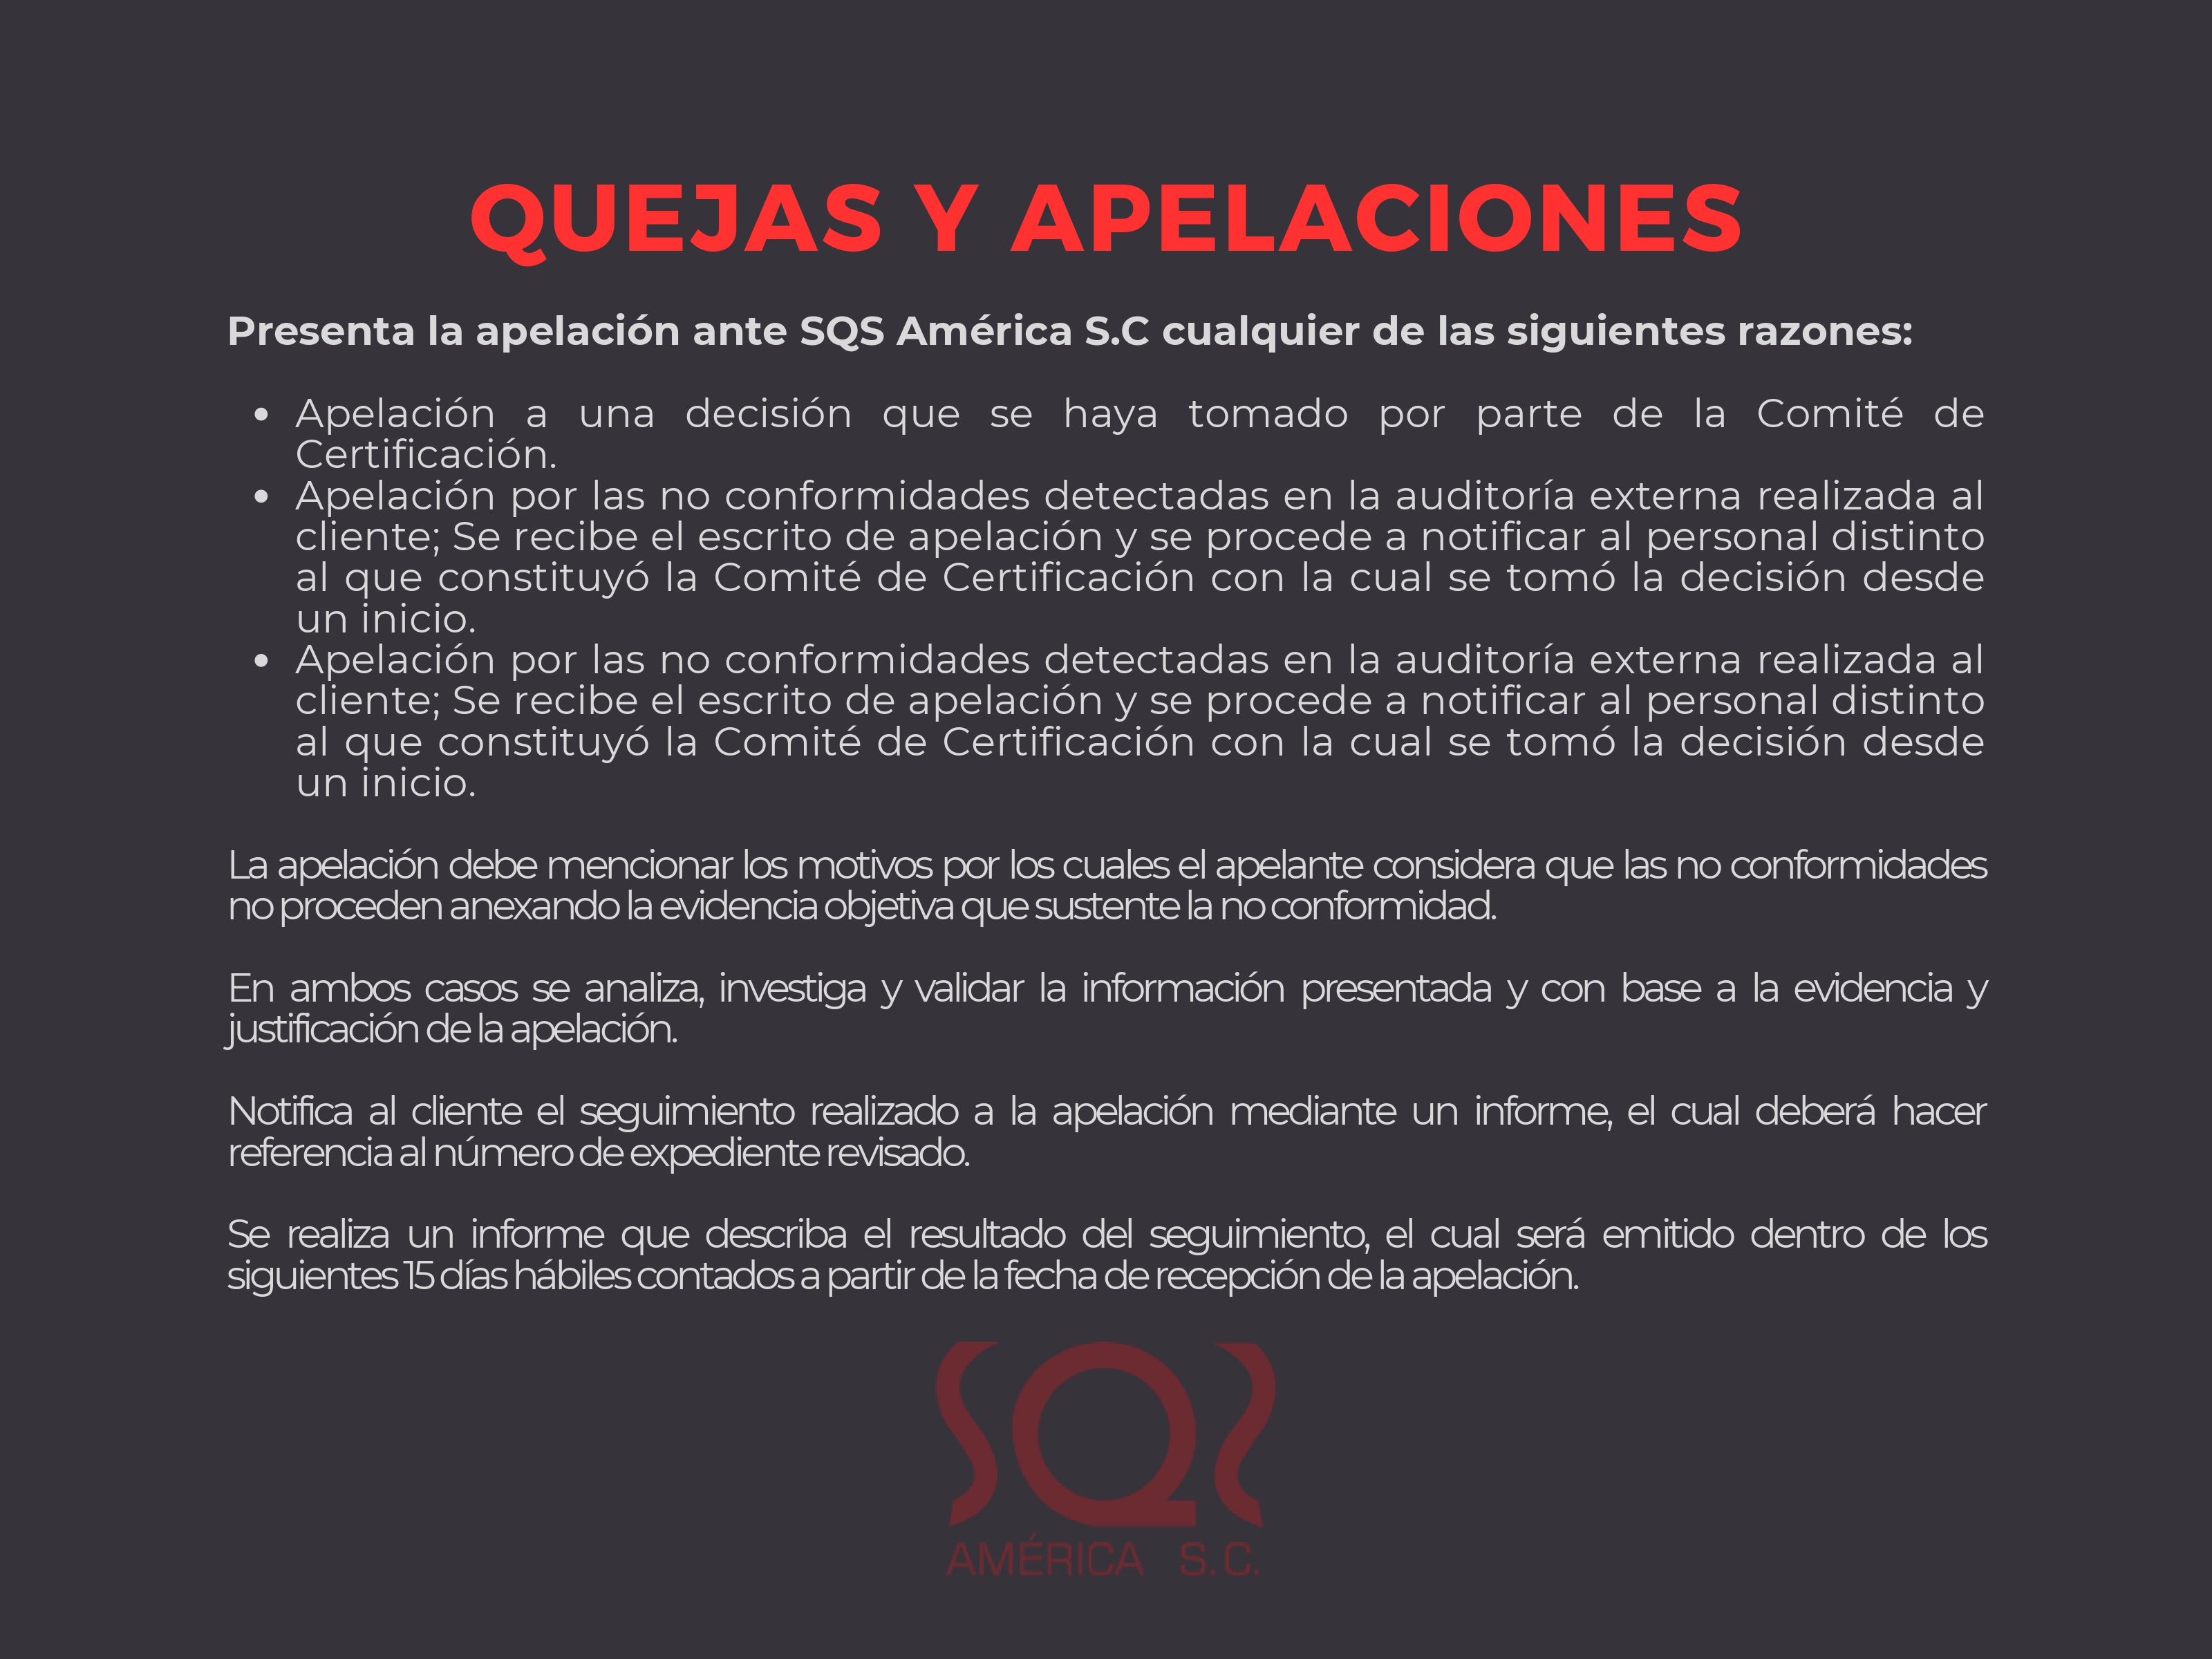 QUEJAS Y APELACIONES
Presenta la apelación ante SQS América S.C cualquier de las siguientes razones:
• Apelación a una decisión que se haya tomado por parte de la Comité de
Certificación.
• Apelación por las no conformidades detectadas en la auditoría externa realizada al
cliente; Se recibe el escrito de apelación y se procede a notificar al personal distinto
al que constituyó la Comité de Certificación con la cual se tomó la decisión desde
un inicio.
• Apelación por las no conformidades detectadas en la auditoría externa realizada al
cliente; Se recibe el escrito de apelación y se procede a notificar al personal distinto
al que constituyó la Comité de Certificación con la cual se tomó la decisión desde
un inicio.
La apelación debe mencionar los motivos por los cuales el apelante considera que las no conformidades
no proceden anexando la evidencia objetiva que sustente la no conformidad.
En ambos casos se analiza, investiga y validar la información presentada y con base a la evidencia y
justificación de la apelación.
Notifica al cliente el seguimiento realizado a la apelación mediante un informe, el cual deberá hacer
referencia al número de expediente revisado.
Se realiza un informe que describa el resultado del seguimiento, el cual será emitido dentro de los
siguientes 15 días hábiles contados a partir de la fecha de recepción de la apelación.
SQS
AMÉRICA S.C.